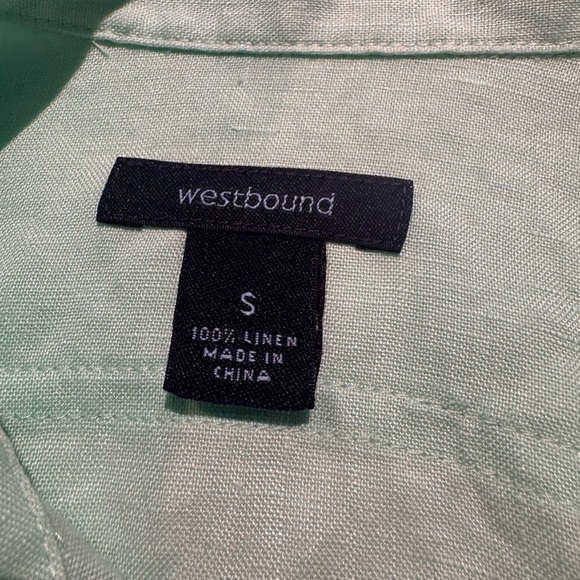 westbound
S
100% LINEN
MADE IN
CHINA